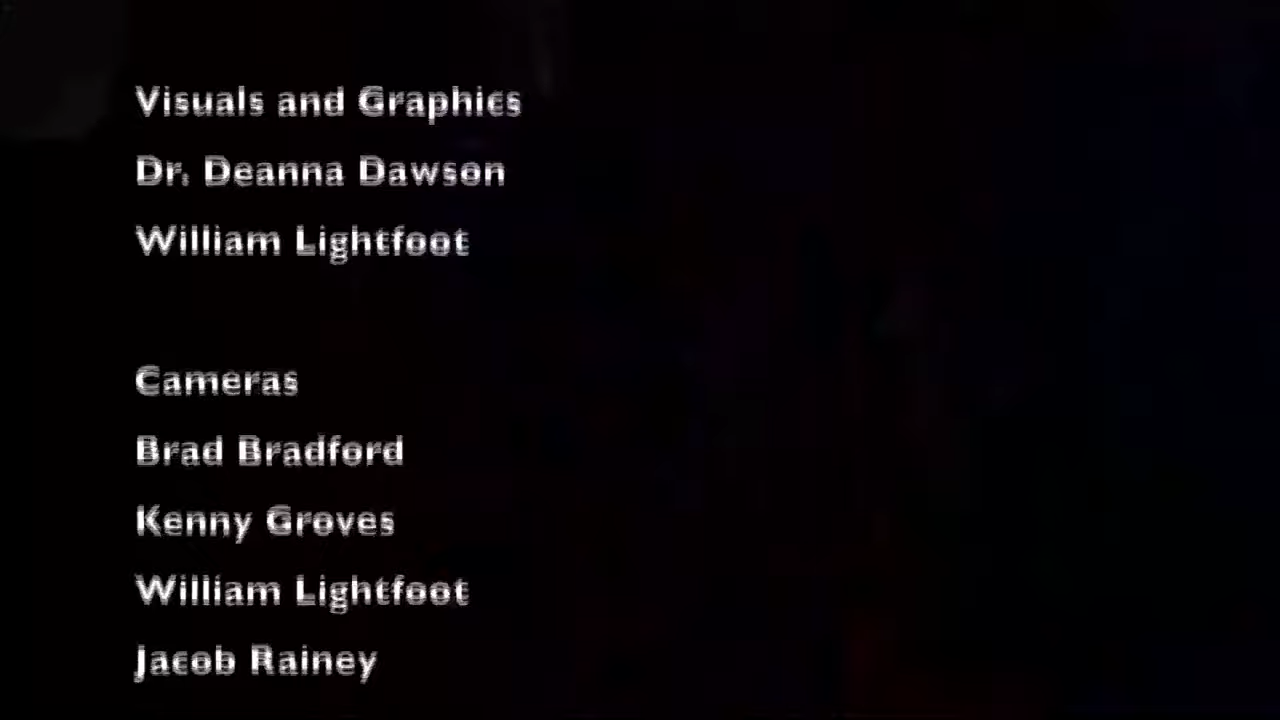 Visuals and Graphics
Dr. Deanna Dawson
William Lightfoot
Cameras
Brad Bradford
Kenny Groves
William Lightfoot
Jacob Rainey